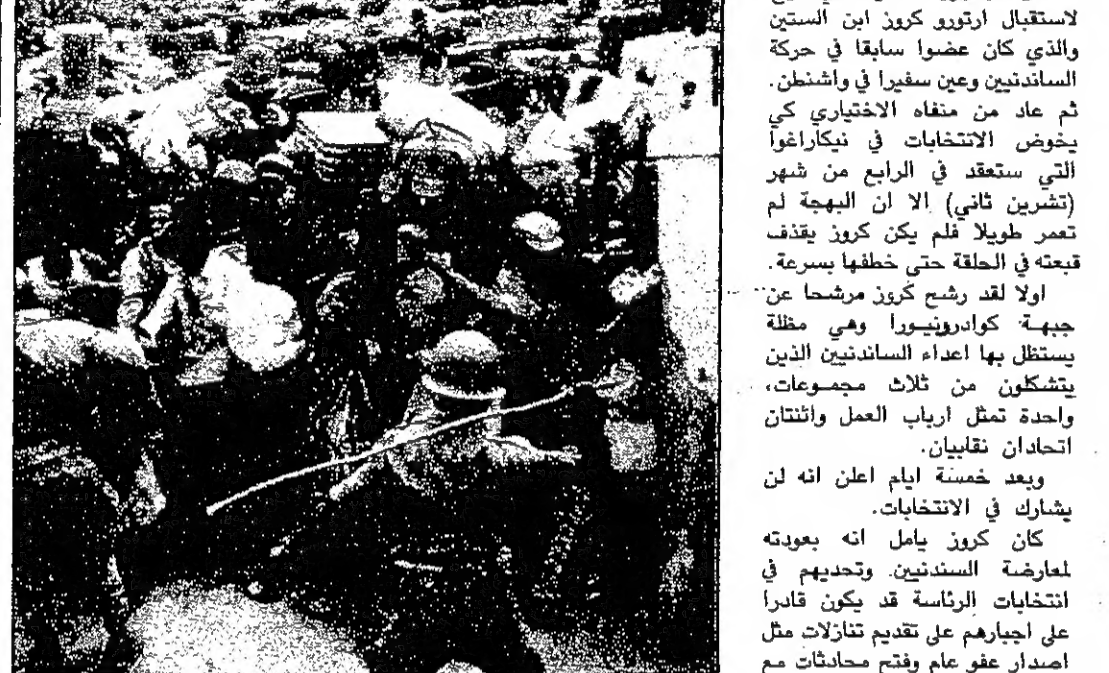 لاستقبال ارتورو كروز ابن الستين
والذي كان عضوا سابقا في حركة
الساندنيين وعين سفيرا في واشنطن.
ثم عاد من منفاه الاختياري كي
يخوض الانتخابات في نيكاراغوا
التي ستعقد في الرابع من شهر
(تشرين ثاني) الا ان البهجة لم
تعمر طويلا فلم يكن كروز يقذف
قبعته في الحلقة حتى خطفها بسرعة.
اولا لقد رشح كروز مرشحا عن
جبهة كوادرونيورا وهي مظلة
يستظل بها اعداء الساندنيين الذين
يتشكلون من ثلاث مجموعات،
واحدة تمثل ارباب العمل واثنتان
اتحادان نقابيان.
وبعد خمسة ايام اعلن انه لن
يشارك في الانتخابات.
كان كروز يامل انه بعودته
لمعارضة السندنيين وتحديهم في
انتخابات الرئاسة قد يكون قادرا
على اجبارهم على تقديم تنازلات مثل
اصدار عفو عام وفتح محادثات مع